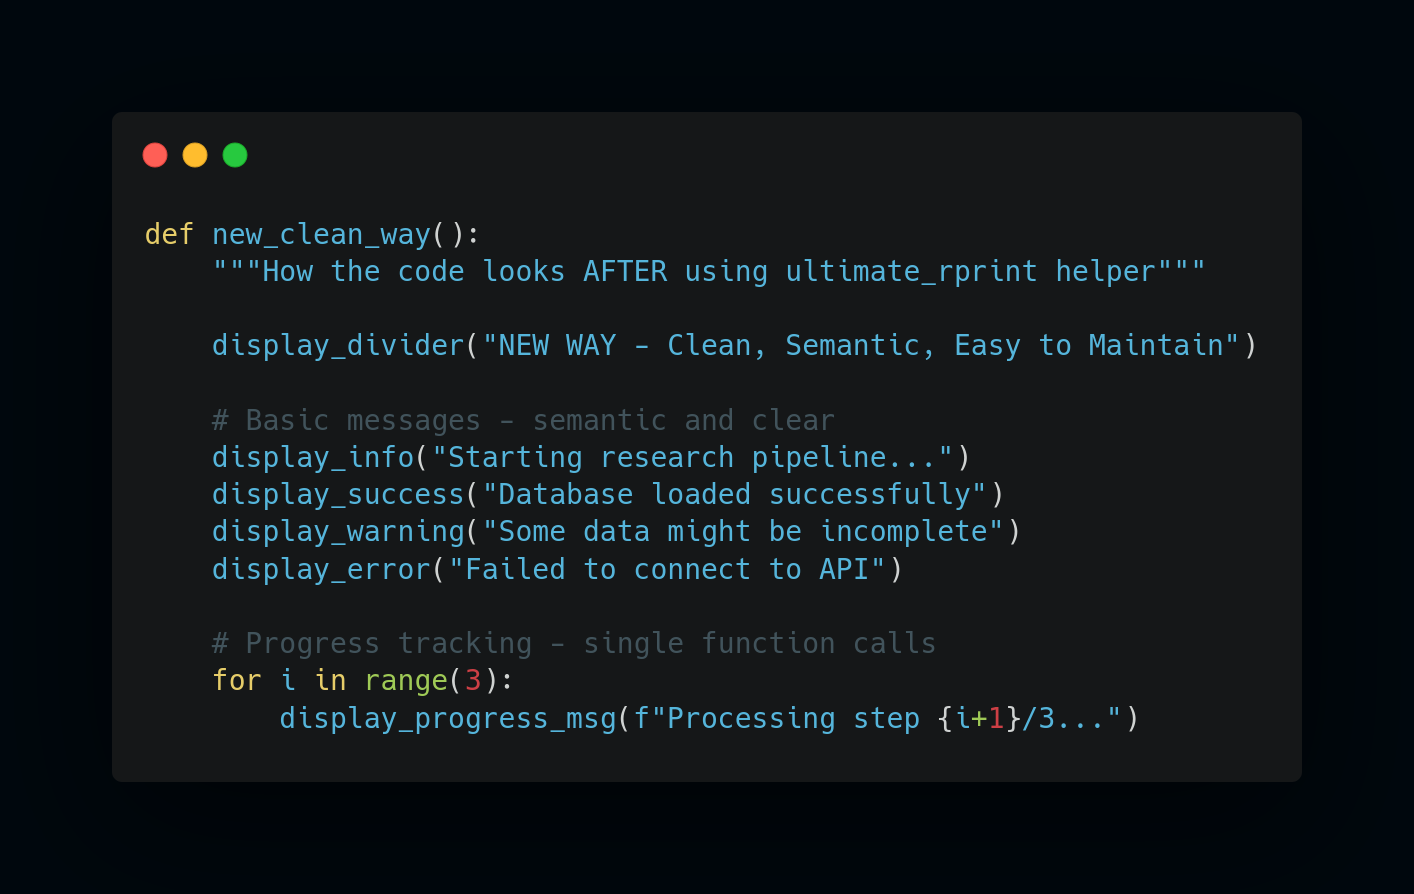 def new_clean_way():
    """How the code looks AFTER using ultimate_rprint helper"""

    display_divider("NEW WAY - Clean, Semantic, Easy to Maintain")

    # Basic messages - semantic and clear
    display_info("Starting research pipeline...")
    display_success("Database loaded successfully")
    display_warning("Some data might be incomplete")
    display_error("Failed to connect to API")

    # Progress tracking - single function calls
    for i in range(3):
        display_progress_msg(f"Processing step {i+1}/3...")